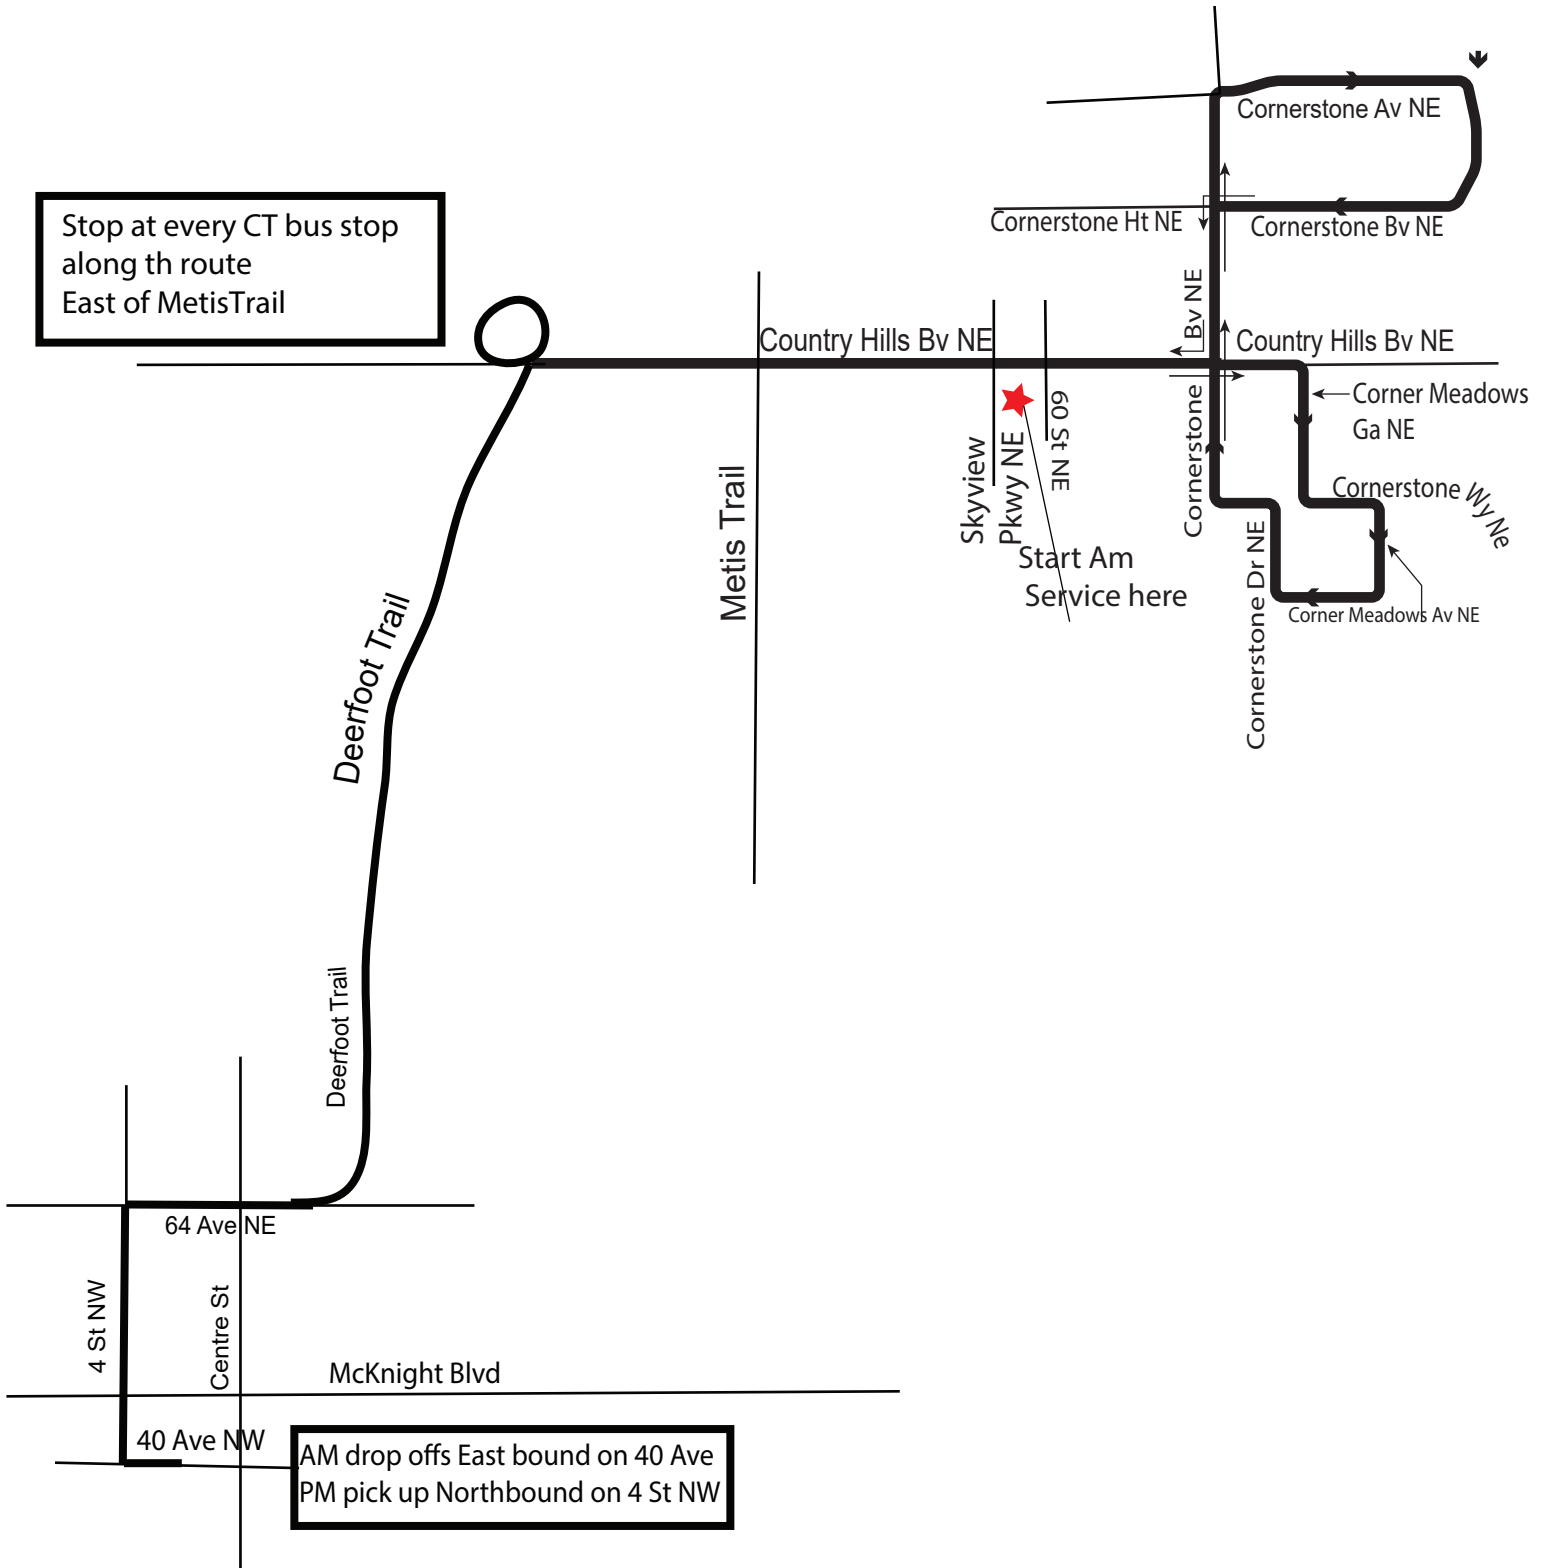 Cornerstone Av NE
Stop at every CT bus stop
along th route
East of MetisTrail
Cornerstone Ht NE
Cornerstone Bv NE
Bv NE
Country Hills Bv NE
Country Hills Bv NE
Corner Meadows
Ga NE
60 St NE
Cornerstone
Skyview
Pkwy NE
Metis Trail
Cornerstone Wy Ne
Start Am
Service here
Cornerstone Dr NE
Corner Meadows Av NE
Deerfoot Trail
Deerfoot Trail
64 Ave NE
4 St NW
Centre St
McKnight Blvd
40 Ave NW
AM drop offs East bound on 40 Ave
PM pick up Northbound on 4 St NW